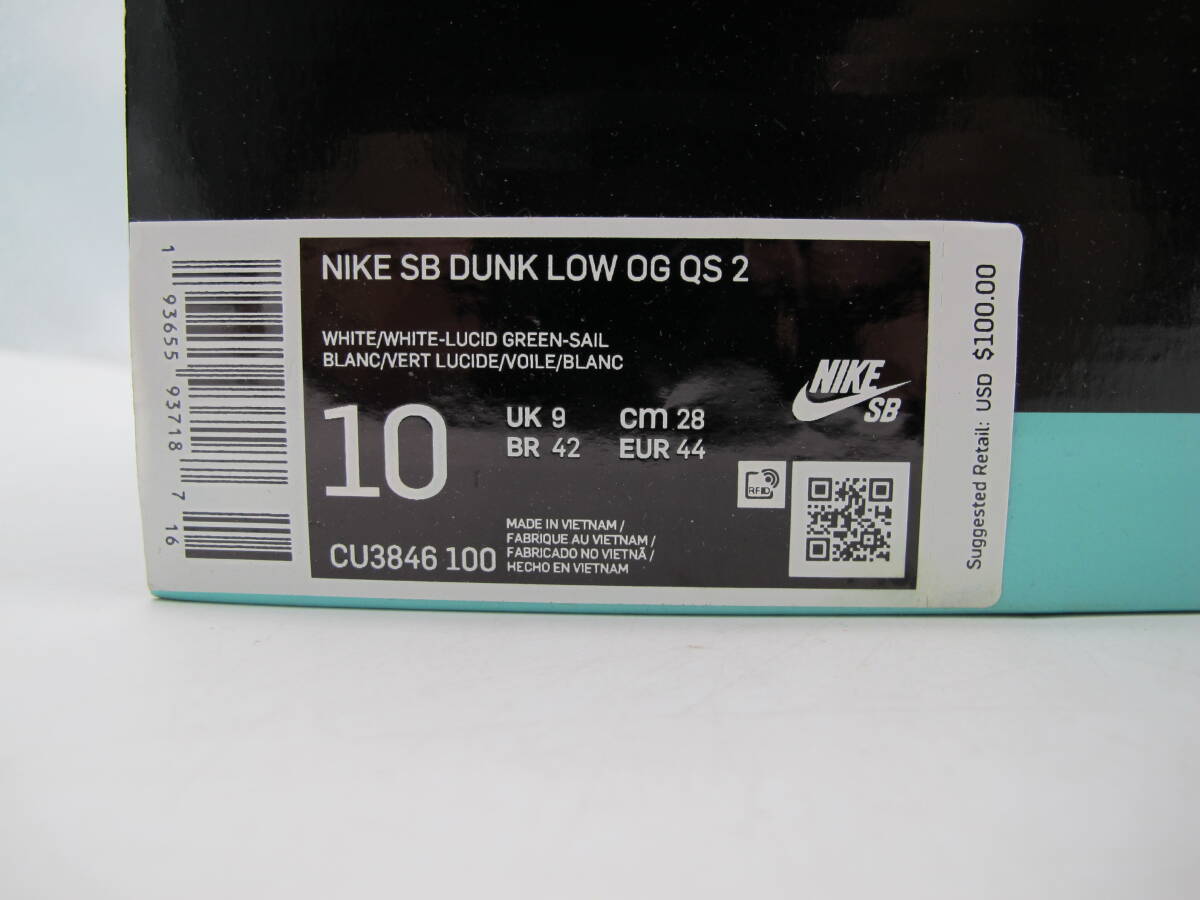 NIKE SB DUNK LOW OG QS 2
WHITE/WHITE-LUCID GREEN-SAIL
BLANC/VERT LUCIDE/VOILE/BLANC
10
UK 9
cm 28
BR 42
EUR 44
NIKE
SB
RFID
CU3846 100
MADE IN VIETNAM /
FABRIQUE AU VIETNAM /
FABRICADO NO VIETNÃ /
HECHO EN VIETNAM
1 93655 93718 7 16
Suggested Retail: USD $100.00